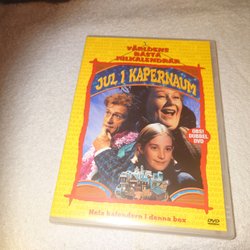 VÄRLDENS
BÄSTA
JULKALENDRAR
JUL I KAPERNAUM
OBS!
DUBBEL
DVD
Hela kalendern i denna box
DVD